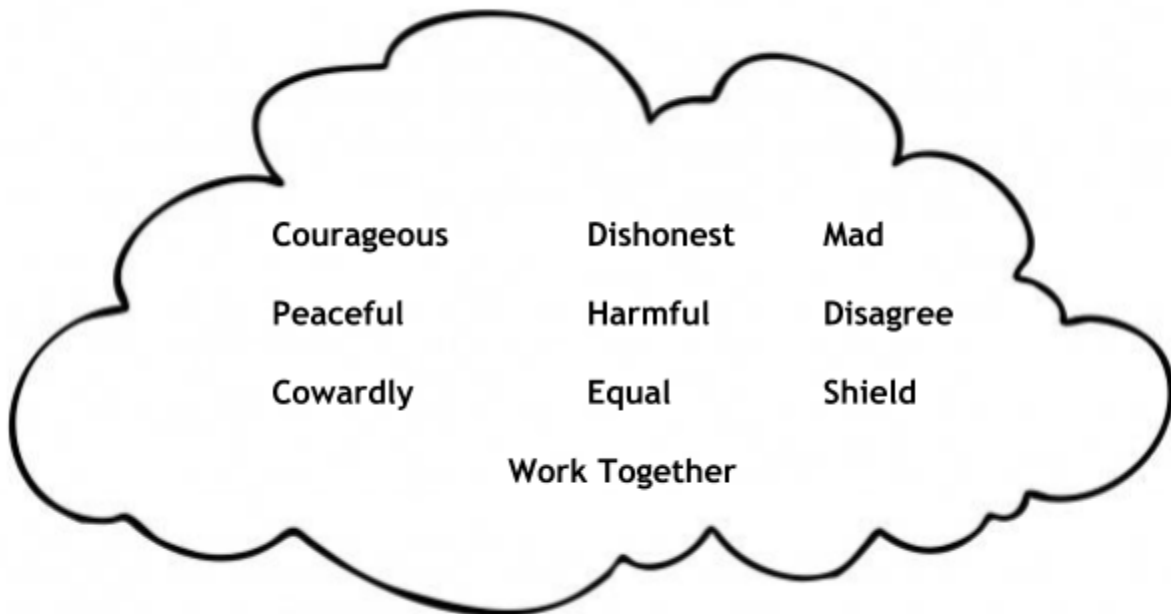 Courageous Dishonest Mad
Peaceful Harmful Disagree
Cowardly Equal Shield
Work Together